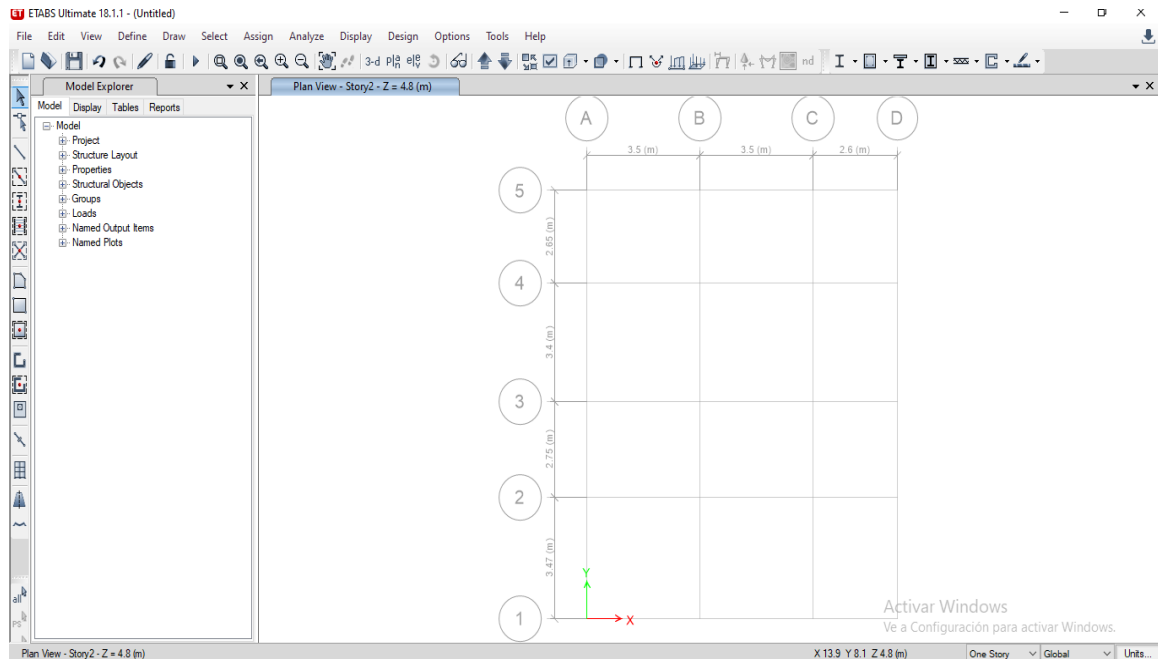 ETABS Ultimate 18.1.1 - (Untitled)
File Edit View Define Draw Select Assign Analyze Display Design Options Tools Help
3-d nd
Model Explorer
Plan View - Story2 - Z = 4.8 (m)
Model Display Tables Reports
Model
Project
Structure Layout
Properties
Structural Objects
Groups
Loads
Named Output Items
Named Plots
A B C D
3.5 (m) 3.5 (m) 2.6 (m)
5
2.65 (m)
4
3.4 (m)
3
2.75 (m)
2
3.47 (m)
Y
1
X
all
PS
Activar Windows
Ve a Configuración para activar Windows.
Plan View - Story2 - Z = 4.8 (m) X 13.9 Y 8.1 Z 4.8 (m) One Story Global Units...